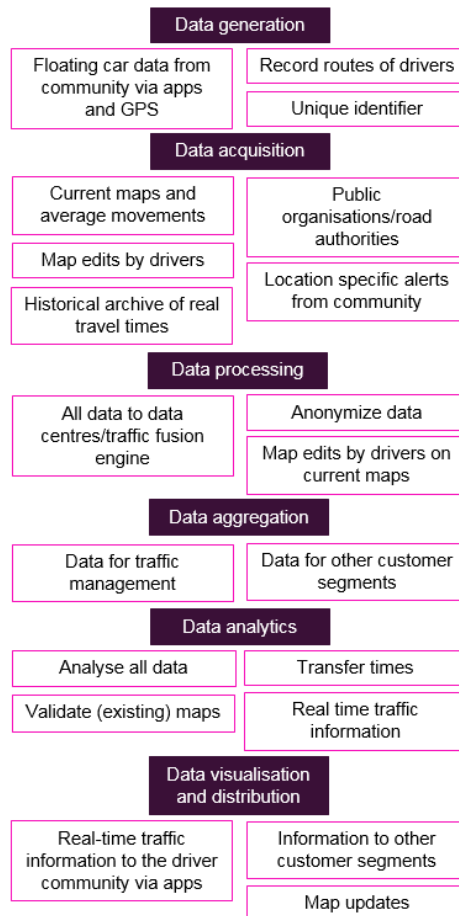 Data generation
Floating car data from
community via apps
and GPS
Record routes of drivers
Unique identifier
Data acquisition
Current maps and
average movements
Map edits by drivers
Historical archive of real
travel times
Public
organisations/road
authorities
Location specific alerts
from community
Data processing
All data to data
centres/traffic fusion
engine
Anonymize data
Map edits by drivers on
current maps
Data aggregation
Data for traffic
management
Data for other customer
segments
Data analytics
Analyse all data
Validate (existing) maps
Transfer times
Real time traffic
information
Data visualisation
and distribution
Real-time traffic
information to the driver
community via apps
Information to other
customer segments
Map updates